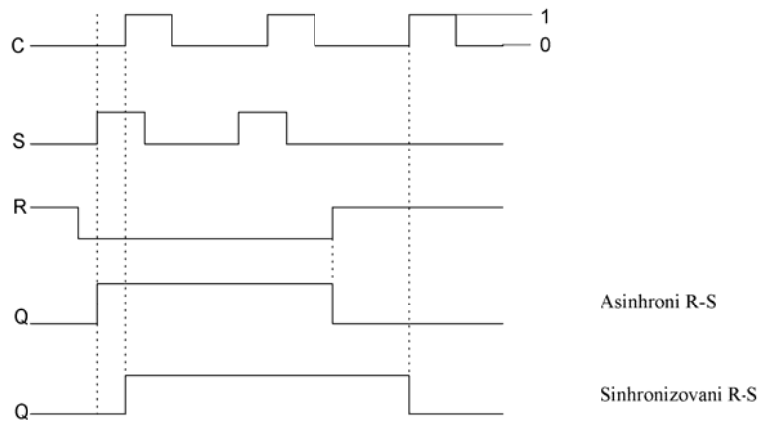 1
C 0
S
R
Q Asinhroni R-S
Q Sinhronizovani R-S